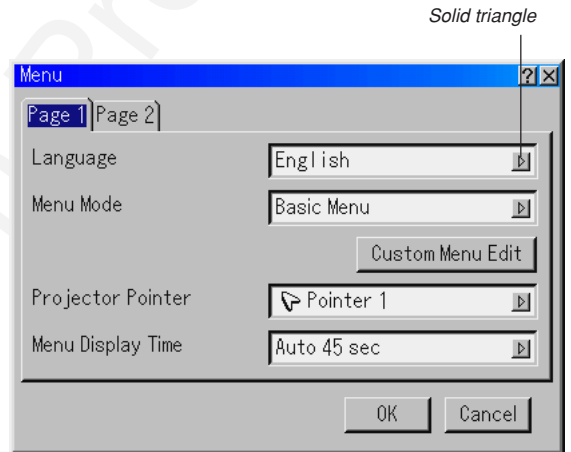 Solid triangle
Menu
Page 1 Page 2
Language English
Menu Mode Basic Menu
Custom Menu Edit
Projector Pointer Pointer 1
Menu Display Time Auto 45 sec
OK Cancel